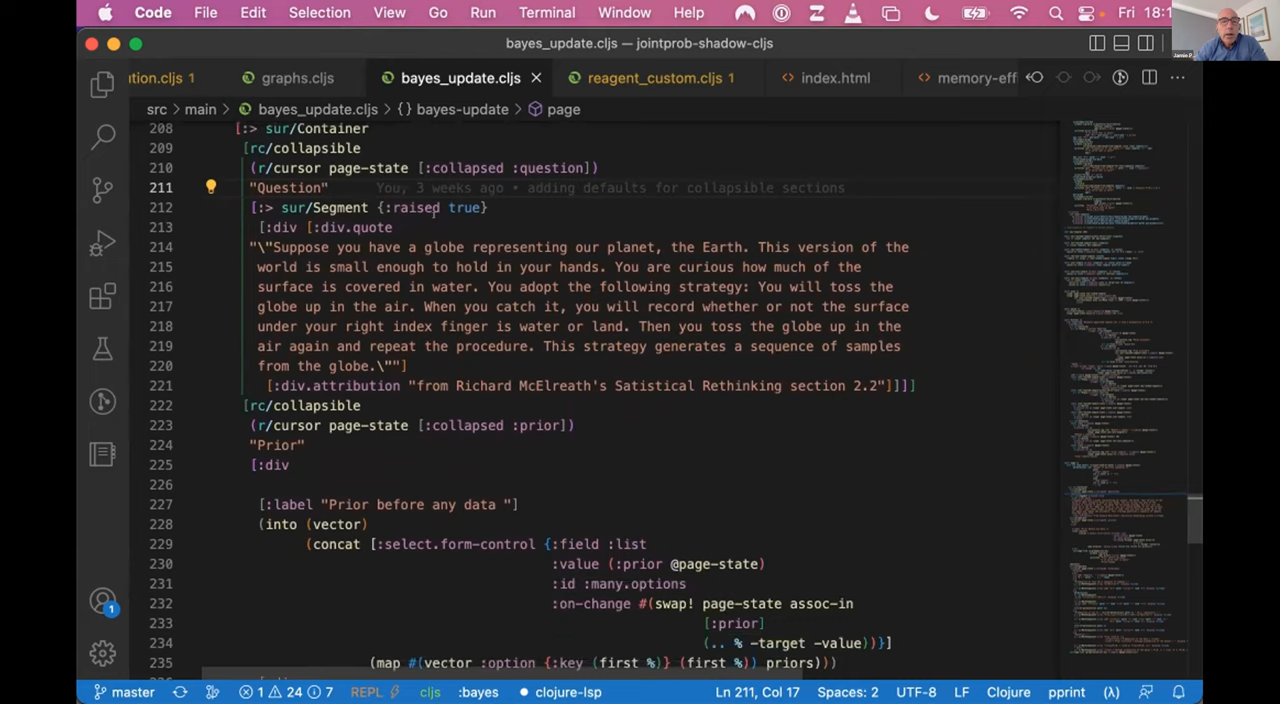 Code File Edit Selection View Go Run Terminal Window Help Fri 18:1
bayes_update.cljs — jointprob-shadow-cljs
ution.cljs 1 graphs.cljs bayes_update.cljs reagent_custom.cljs 1 index.html memory-eff
src > main > bayes_update.cljs > {} bayes-update > page
208 [:> sur/Container
209 [rc/collapsible
210 (r/cursor page-state [:collapsed :question])
211 "Question" 3 weeks ago • adding defaults for collapsible sections
212 [:> sur/Segment {:raised true}
213 [:div [:div.quote
214 "\"Suppose you have a globe representing our planet, the Earth. This version of the
215 world is small enough to hold in your hands. You are curious how much of the
216 surface is covered in water. You adopt the following strategy: You will toss the
217 globe up in the air. When you catch it, you will record whether or not the surface
218 under your right index finger is water or land. Then you toss the globe up in the
219 air again and repeat the procedure. This strategy generates a sequence of samples
220 from the globe.\""]
221 [:div.attribution "from Richard McElreath's Satistical Rethinking section 2.2"]]]]
222 [rc/collapsible
223 (r/cursor page-state [:collapsed :prior])
224 "Prior"
225 [:div
226
227 [:label "Prior before any data "]
228 (into (vector)
229 (concat [:select.form-control {:field :list
230 :value (:prior @page-state)
231 :id :many.options
232 :on-change #(swap! page-state assoc-in
233 [:prior]
234 (.. % -target -value))}]
235 (map #(vec [:option {:key (first %)} (first %)]) priors)))
1
master 1 24 7 REPL cljs :bayes clojure-lsp Ln 211, Col 17 Spaces: 2 UTF-8 LF Clojure pprint (λ)